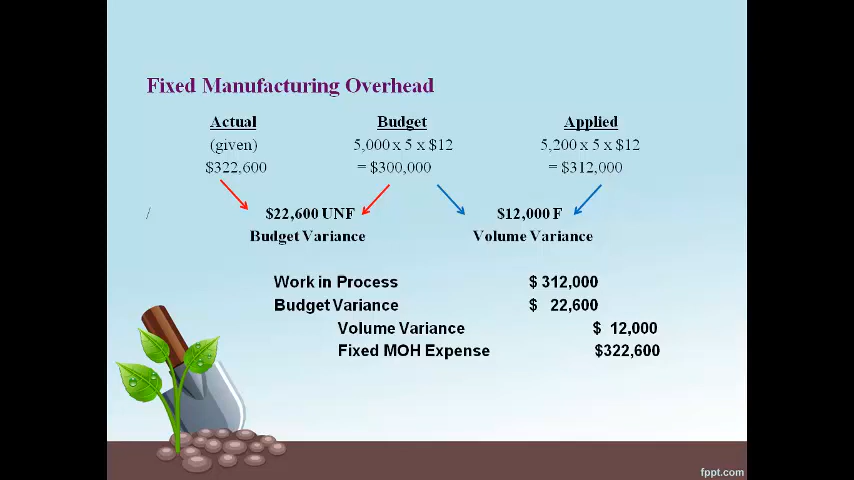 Fixed Manufacturing Overhead
Actual Budget Applied
(given) 5,000 x 5 x $12 5,200 x 5 x $12
$322,600 = $300,000 = $312,000
/ $22,600 UNF $12,000 F
Budget Variance Volume Variance
Work in Process $ 312,000
Budget Variance $ 22,600
Volume Variance $ 12,000
Fixed MOH Expense $322,600
fppt.com